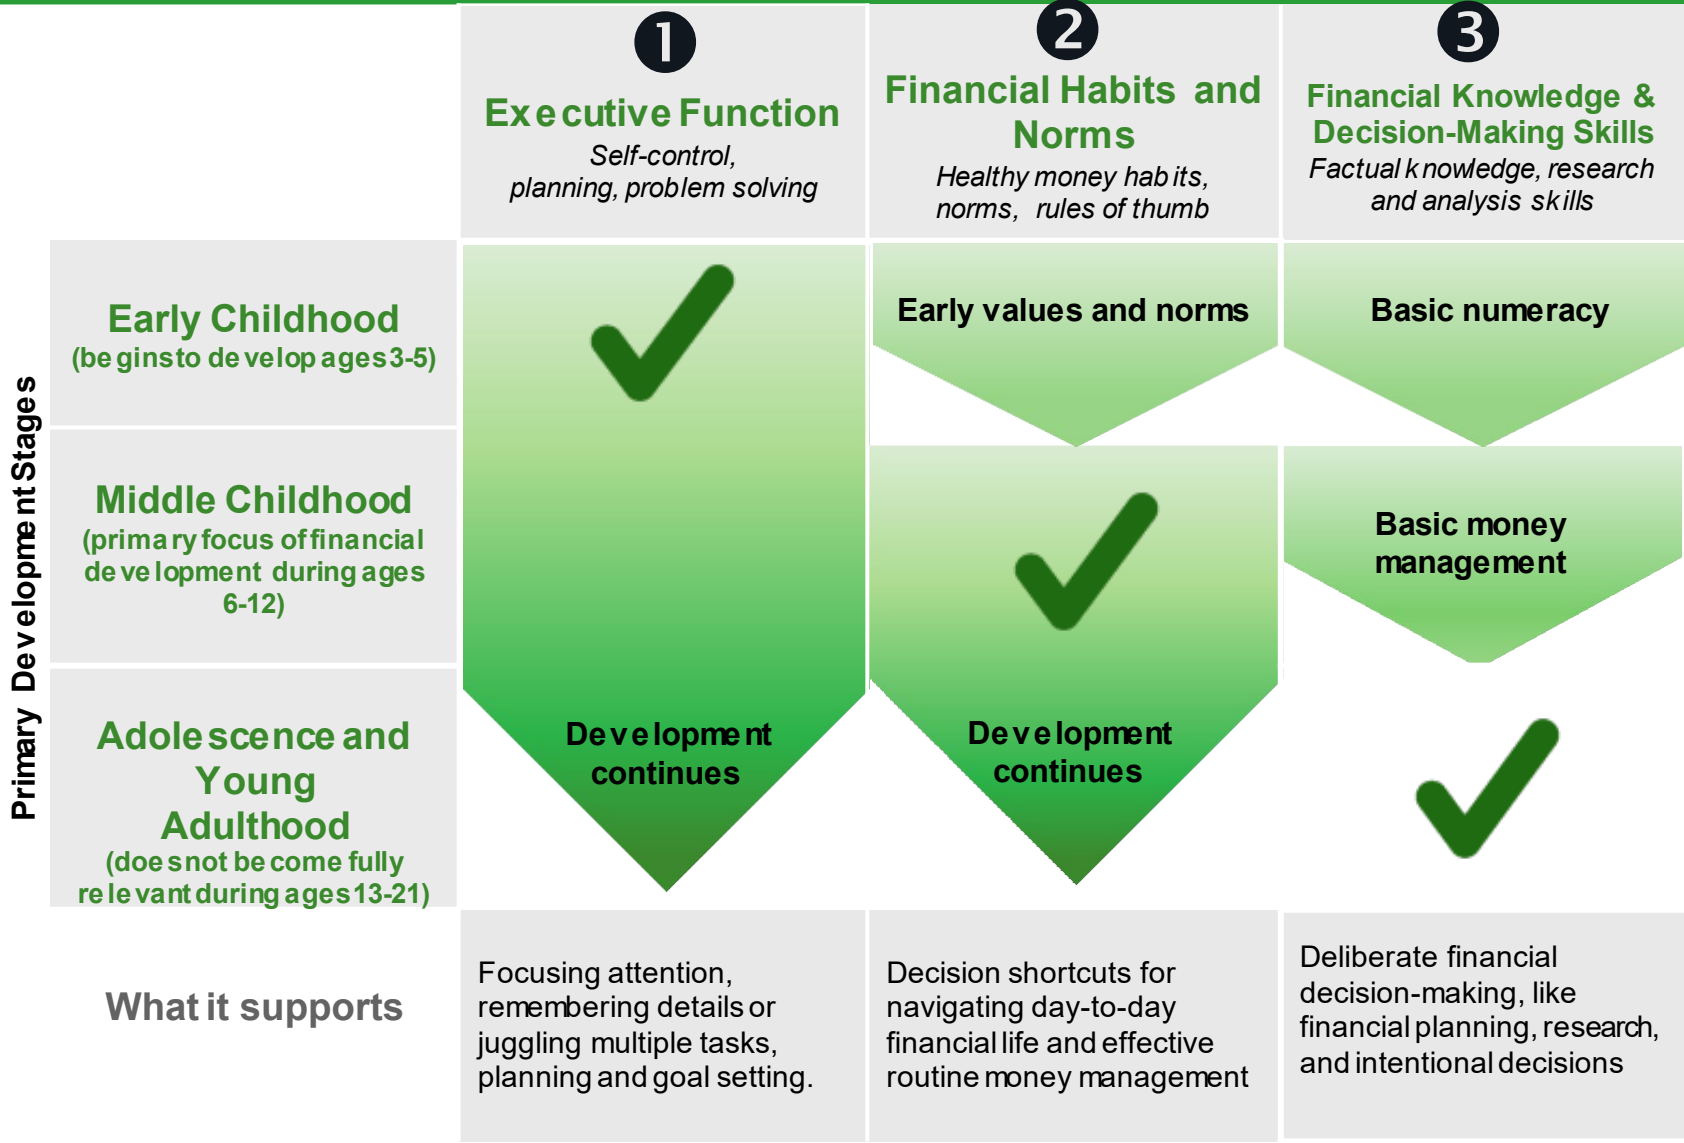 1
Executive Function
Self-control,
planning, problem solving
2
Financial Habits and
Norms
Healthy money habits,
norms, rules of thumb
3
Financial Knowledge &
Decision-Making Skills
Factual knowledge, research
and analysis skills
Primary Development Stages
Early Childhood
(begins to develop ages 3-5)
Early values and norms
Basic numeracy
Middle Childhood
(primary focus of financial
development during ages
6-12)
Basic money
management
Adolescence and
Young
Adulthood
(does not become fully
relevant during ages 13-21)
Development
continues
Development
continues
What it supports
Focusing attention,
remembering details or
juggling multiple tasks,
planning and goal setting.
Decision shortcuts for
navigating day-to-day
financial life and effective
routine money management
Deliberate financial
decision-making, like
financial planning, research,
and intentional decisions